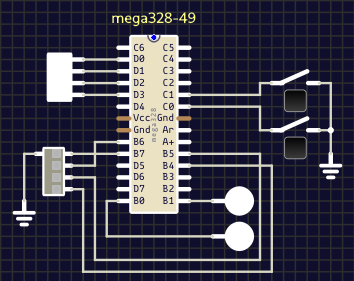 mega328-49
C6 C5
D0 C4
D1 C3
D2 C2
D3 C1
D4 C0
Vcc Gnd
Gnd Ar
B6 A+
B7 B5
D5 B4
D6 B3
D7 B2
B0 B1